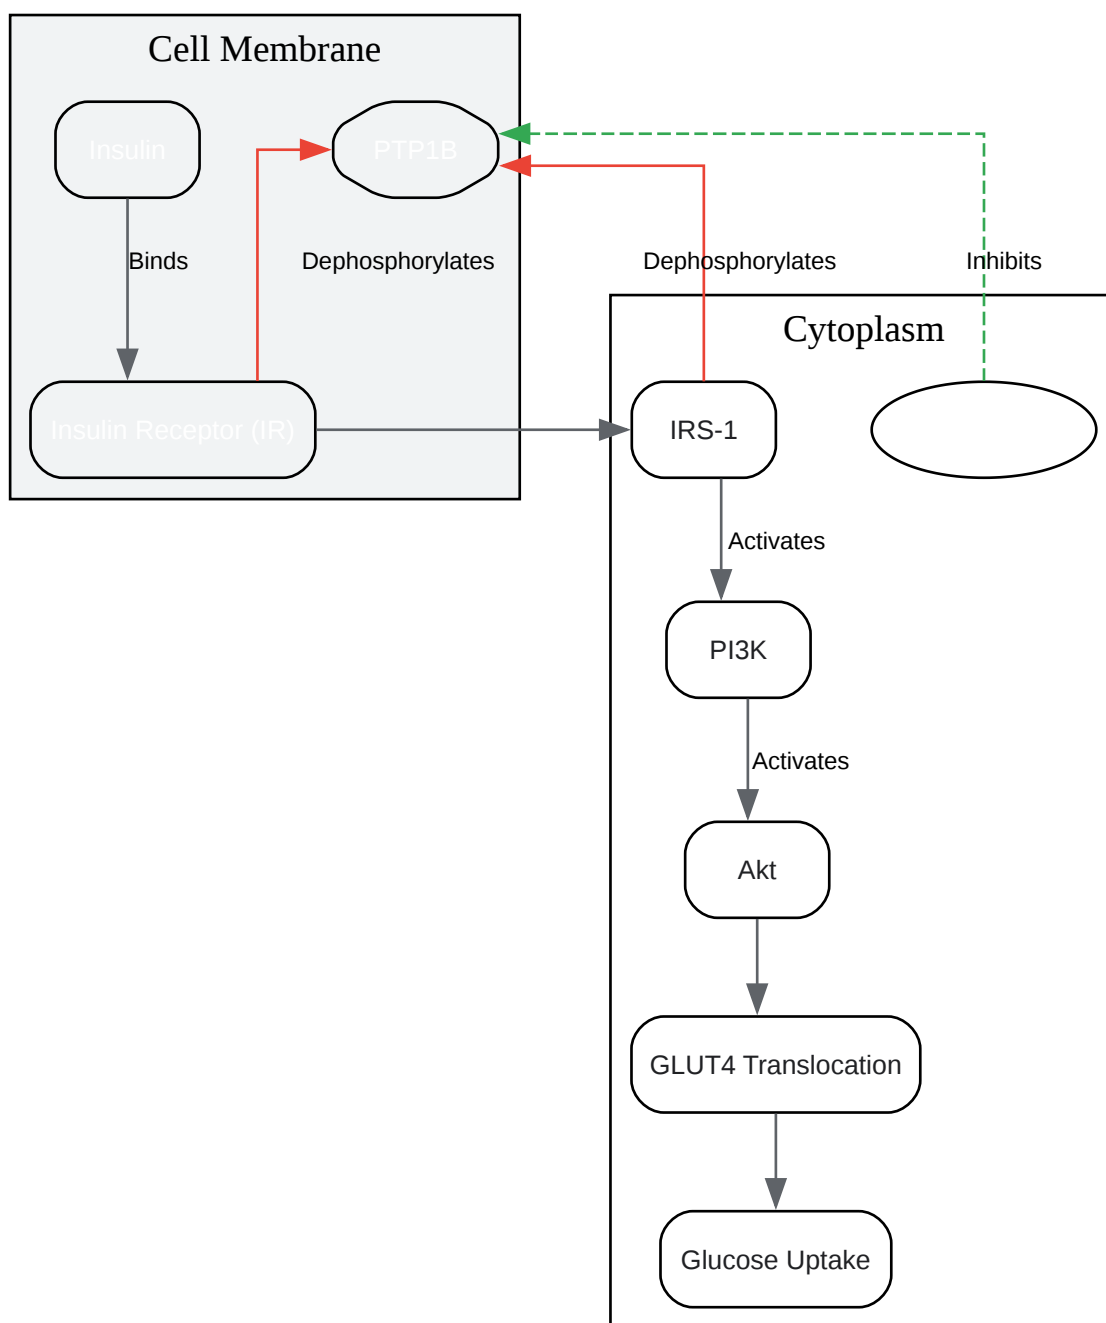 Cell Membrane
Insulin
PTP1B
Binds
Dephosphorylates
Dephosphorylates
Inhibits
Cytoplasm
Insulin Receptor (IR)
IRS-1
Activates
PI3K
Activates
Akt
GLUT4 Translocation
Glucose Uptake